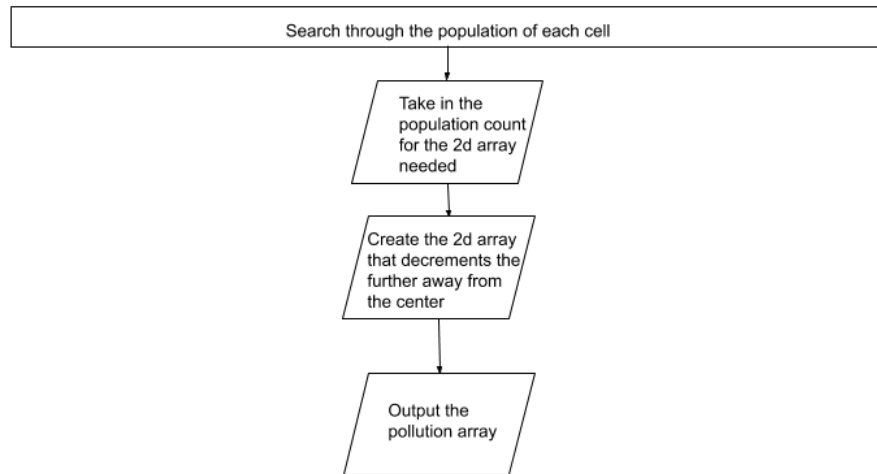 Search through the population of each cell
Take in the
population count
for the 2d array
needed
Create the 2d array
that decrements the
further away from
the center
Output the
pollution array